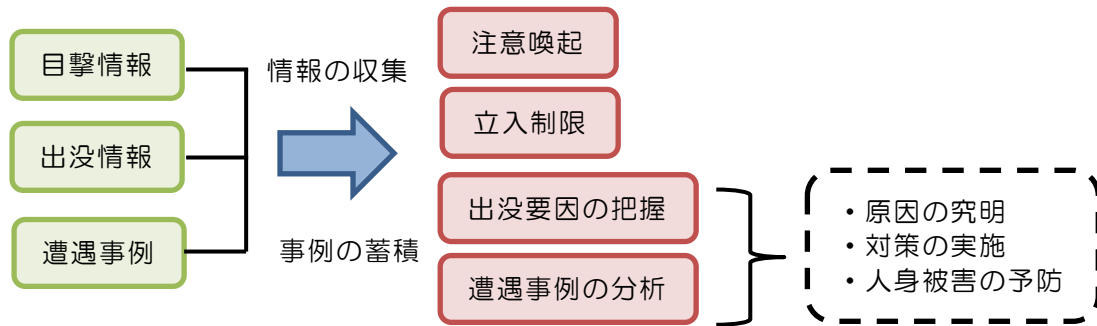 目撃情報
出没情報
遭遇事例
情報の収集
事例の蓄積
注意喚起
立入制限
出没要因の把握
遭遇事例の分析
・原因の究明
・対策の実施
・人身被害の予防